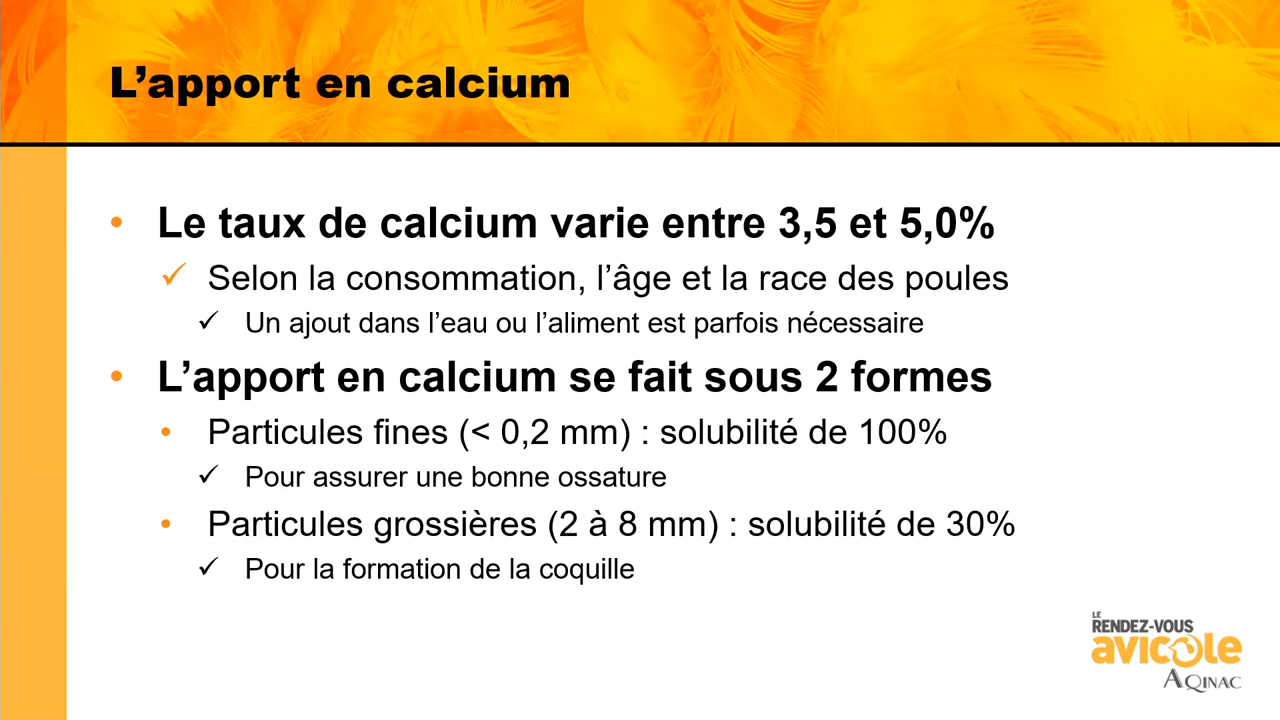 L’apport en calcium
• Le taux de calcium varie entre 3,5 et 5,0%
✓ Selon la consommation, l’âge et la race des poules
✓ Un ajout dans l’eau ou l’aliment est parfois nécessaire
• L’apport en calcium se fait sous 2 formes
• Particules fines (< 0,2 mm) : solubilité de 100%
✓ Pour assurer une bonne ossature
• Particules grossières (2 à 8 mm) : solubilité de 30%
✓ Pour la formation de la coquille
LE
RENDEZ-VOUS
avicole
AQINAC